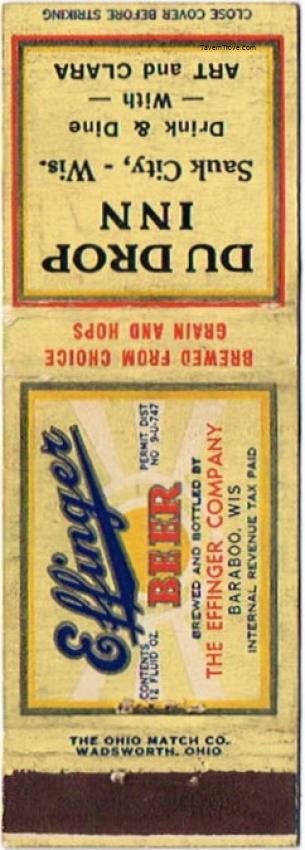 CLOSE COVER BEFORE STRIKING
TavernTrove.com
DU DROP
INN
Sauk City, - Wis.
Drink & Dine
— With —
ART and CLARA
BREWED FROM CHOICE
GRAIN AND HOPS
Effinger
CONTENTS
12 FLUID OZ.
BEER
PERMIT DIST
NO 9-U-747
BREWED AND BOTTLED BY
THE EFFINGER COMPANY
BARABOO, WIS
INTERNAL REVENUE TAX PAID
THE OHIO MATCH CO.
WADSWORTH, OHIO